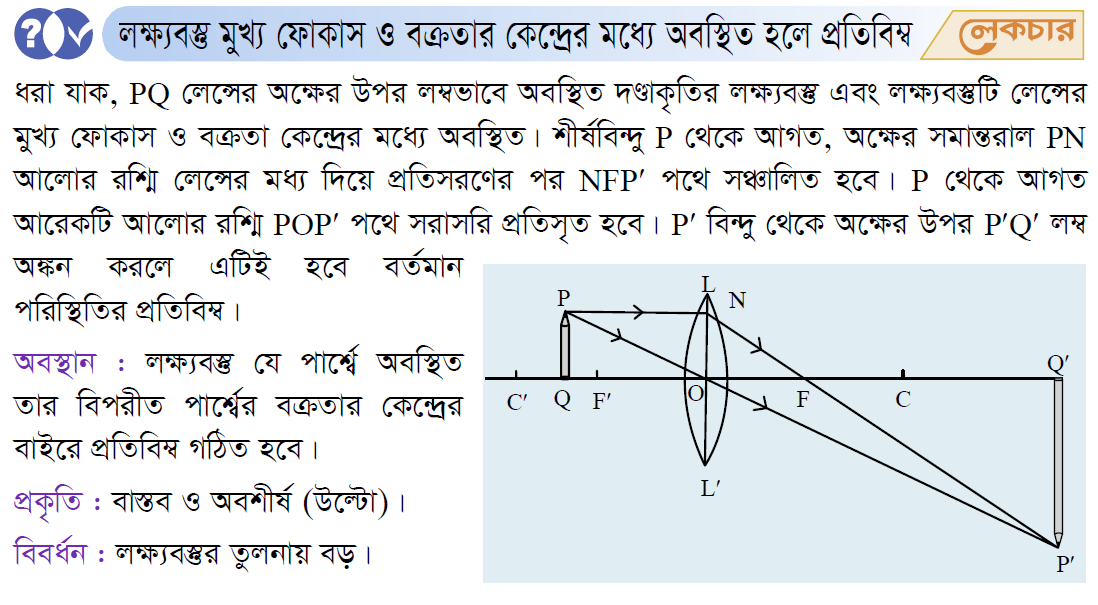 ? লক্ষ্যবস্তু মুখ্য ফোকাস ও বক্রতার কেন্দ্রের মধ্যে অবস্থিত হলে প্রতিবিম্ব লেকচার
ধরা যাক, PQ লেন্সের অক্ষের উপর লম্বভাবে অবস্থিত দণ্ডাকৃতির লক্ষ্যবস্তু এবং লক্ষ্যবস্তুটি লেন্সের
মুখ্য ফোকাস ও বক্রতা কেন্দ্রের মধ্যে অবস্থিত। শীর্ষবিন্দু P থেকে আগত, অক্ষের সমান্তরাল PN
আলোর রশ্মি লেন্সের মধ্য দিয়ে প্রতিসরণের পর NFP′ পথে সঞ্চালিত হবে। P থেকে আগত
আরেকটি আলোর রশ্মি POP′ পথে সরাসরি প্রতিসৃত হবে। P′ বিন্দু থেকে অক্ষের উপর P′Q′ লম্ব
অঙ্কন করলে এটিই হবে বর্তমান
পরিস্থিতির প্রতিবিম্ব।
অবস্থান : লক্ষ্যবস্তু যে পার্শ্বে অবস্থিত
তার বিপরীত পার্শ্বের বক্রতার কেন্দ্রের
বাইরে প্রতিবিম্ব গঠিত হবে।
প্রকৃতি : বাস্তব ও অবশীর্ষ (উল্টো)।
বিবর্ধন : লক্ষ্যবস্তুর তুলনায় বড়।
L
P N
Q′
C′ Q F′ O F C
L′
P′